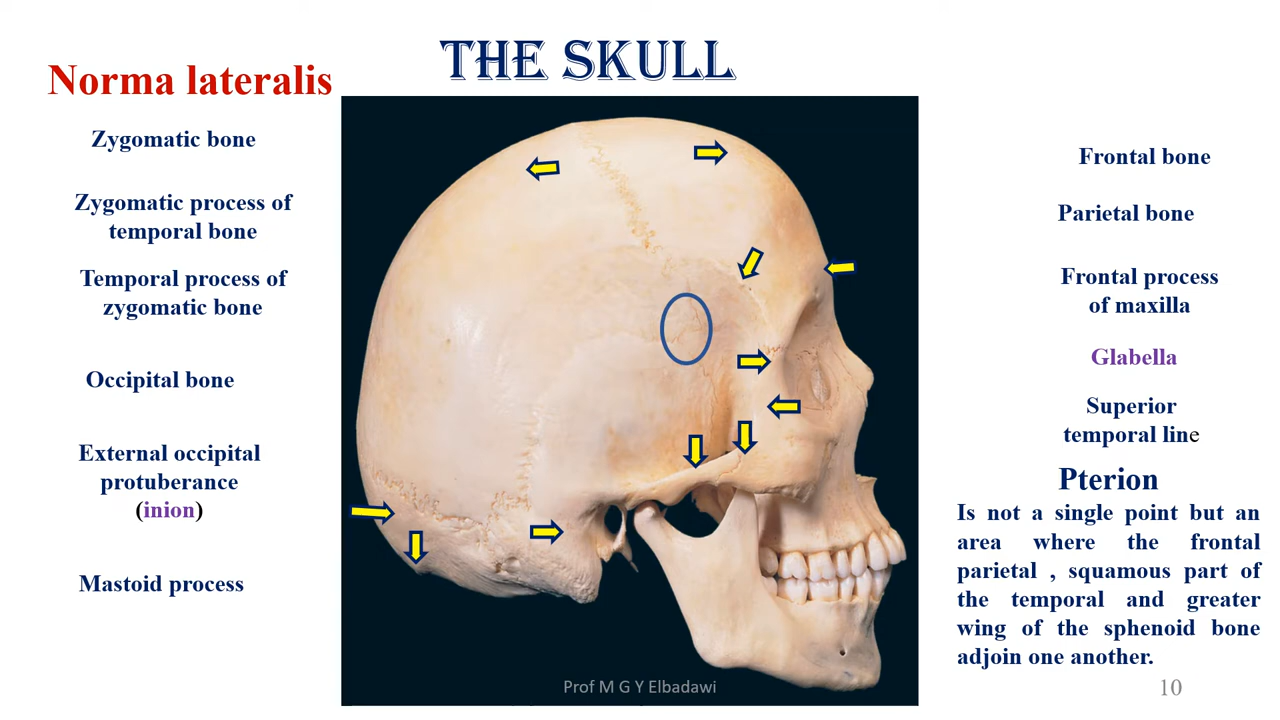 THE SKULL
Norma lateralis
Zygomatic bone
Zygomatic process of
temporal bone
Temporal process of
zygomatic bone
Occipital bone
External occipital
protuberance
(inion)
Mastoid process
Frontal bone
Parietal bone
Frontal process
of maxilla
Glabella
Superior
temporal line
Pterion
Is not a single point but an
area where the frontal
parietal , squamous part of
the temporal and greater
wing of the sphenoid bone
adjoin one another.
Prof M G Y Elbadawi
10